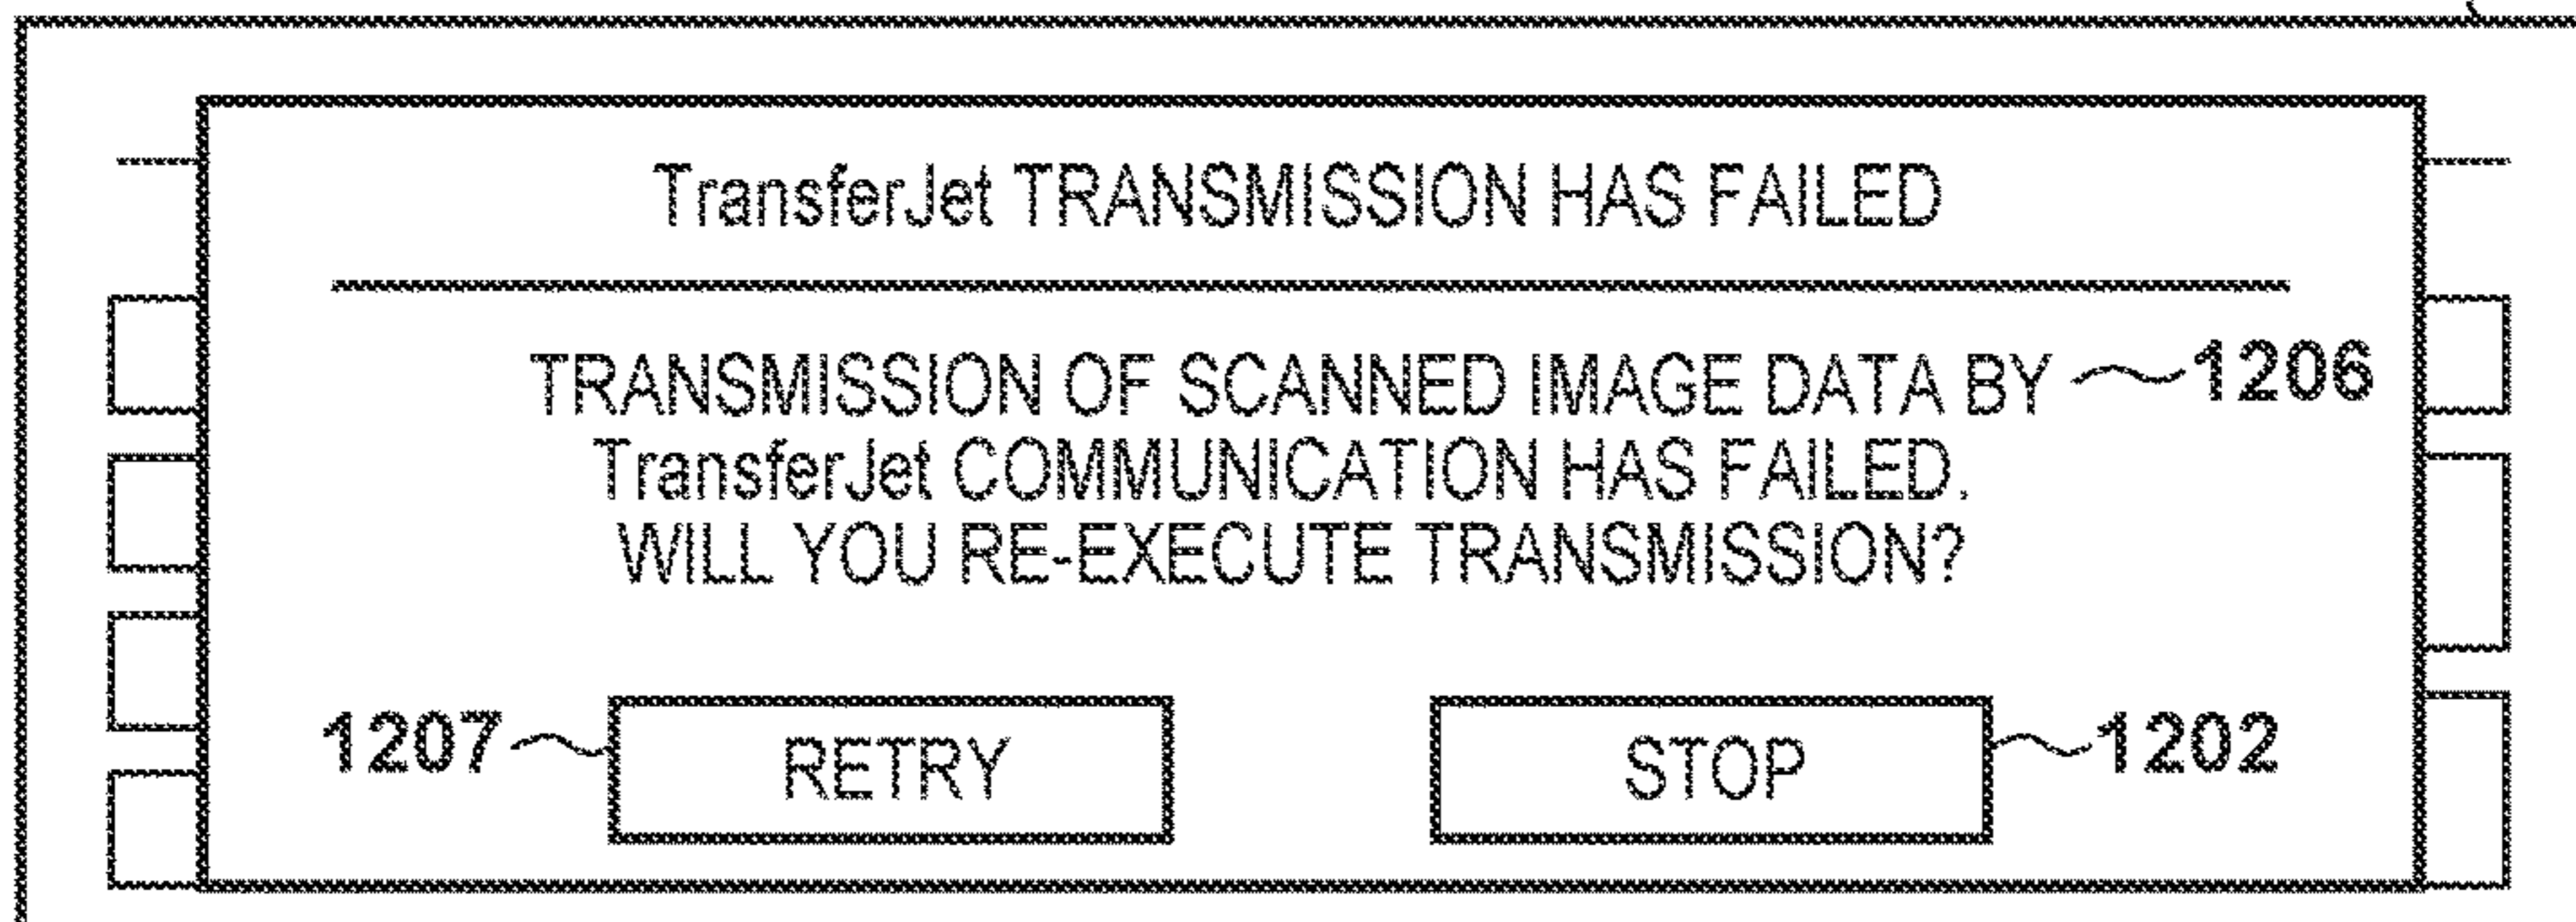 TransferJet TRANSMISSION HAS FAILED
TRANSMISSION OF SCANNED IMAGE DATA BY 1206
TransferJet COMMUNICATION HAS FAILED.
WILL YOU RE-EXECUTE TRANSMISSION?
1207 RETRY STOP 1202